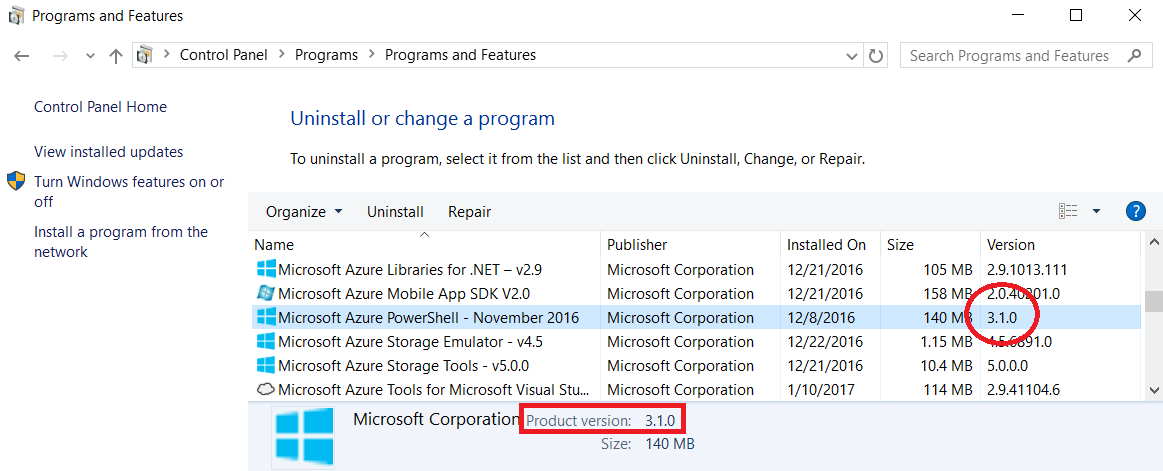 Programs and Features
Control Panel > Programs > Programs and Features
Search Programs and Features
Control Panel Home
View installed updates
Turn Windows features on or
off
Install a program from the
network
Uninstall or change a program
To uninstall a program, select it from the list and then click Uninstall, Change, or Repair.
Organize Uninstall Repair ?
Name Publisher Installed On Size Version
Microsoft Azure Libraries for .NET – v2.9 Microsoft Corporation 12/21/2016 105 MB 2.9.1013.111
Microsoft Azure Mobile App SDK V2.0 Microsoft Corporation 12/21/2016 158 MB 2.0.40301.0
Microsoft Azure PowerShell - November 2016 Microsoft Corporation 12/8/2016 140 MB 3.1.0
Microsoft Azure Storage Emulator - v4.5 Microsoft Corporation 12/22/2016 1.15 MB 4.5.6891.0
Microsoft Azure Storage Tools - v5.0.0 Microsoft Corporation 12/21/2016 10.4 MB 5.0.0.0
Microsoft Azure Tools for Microsoft Visual Stu... Microsoft Corporation 1/10/2017 114 MB 2.9.41104.6
Microsoft Corporation Product version: 3.1.0
Size: 140 MB